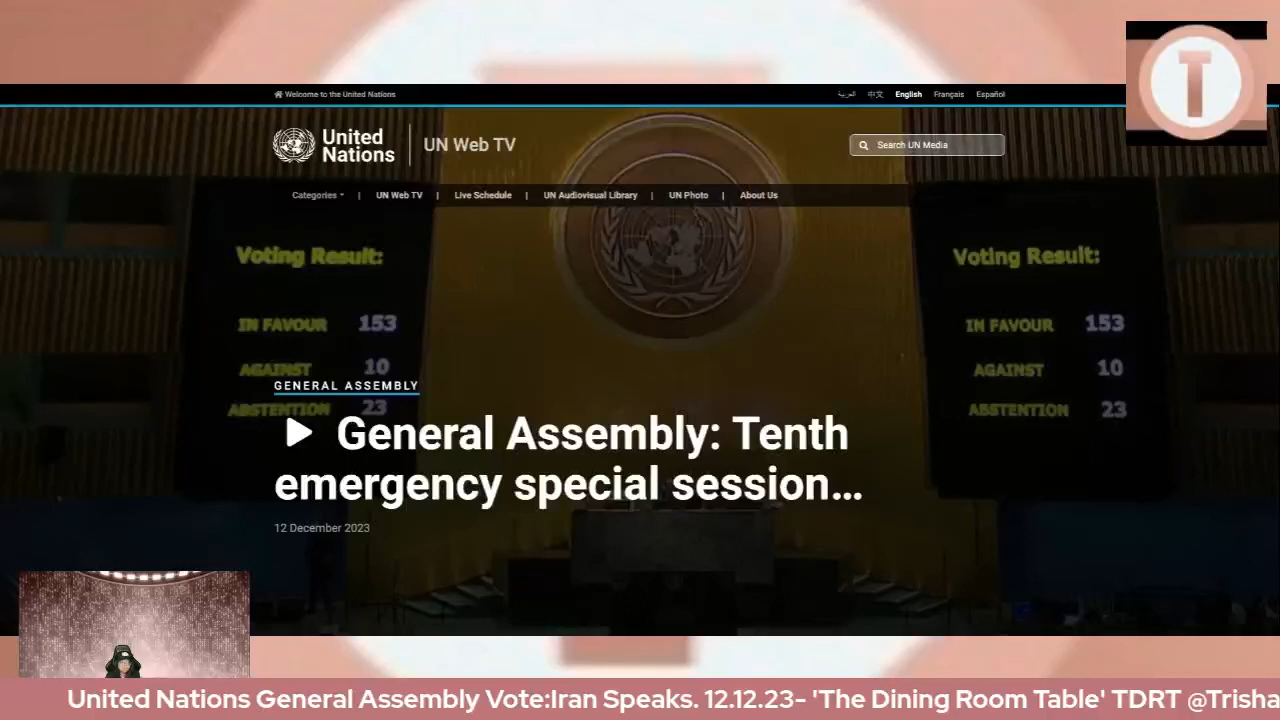 T
Welcome to the United Nations
العربية 中文 English Français Español
United Nations
UN Web TV
Search UN Media
Categories | UN Web TV | Live Schedule | UN Audiovisual Library | UN Photo | About Us
Voting Result:
IN FAVOUR 153
AGAINST 10
ABSTENTION 23
Voting Result:
IN FAVOUR 153
AGAINST 10
ABSTENTION 23
GENERAL ASSEMBLY
General Assembly: Tenth
emergency special session...
12 December 2023
United Nations General Assembly Vote:Iran Speaks. 12.12.23- 'The Dining Room Table' TDRT @Trisha